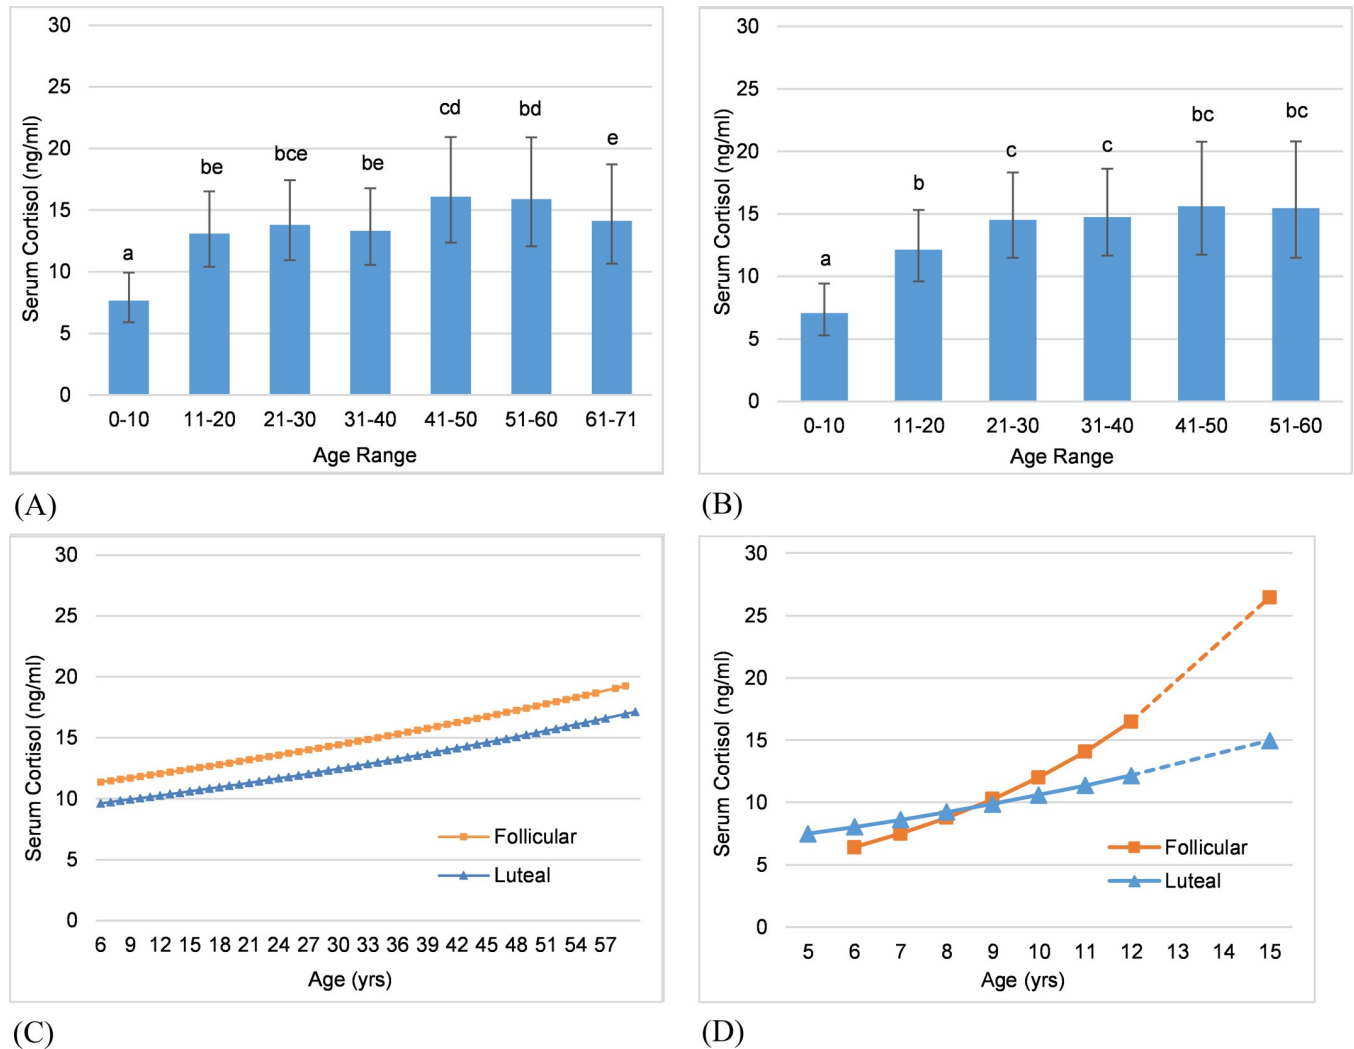 30
25
20
15
10
5
0
Serum Cortisol (ng/ml)
a
be
bce
be
cd
bd
e
0-10 11-20 21-30 31-40 41-50 51-60 61-71
Age Range
(A)
30
25
20
15
10
5
0
Serum Cortisol (ng/ml)
a
b
c
c
bc
bc
0-10 11-20 21-30 31-40 41-50 51-60
Age Range
(B)
30
25
20
15
10
5
0
Serum Cortisol (ng/ml)
Follicular
Luteal
6 9 12 15 18 21 24 27 30 33 36 39 42 45 48 51 54 57
Age (yrs)
(C)
30
25
20
15
10
5
0
Serum Cortisol (ng/ml)
Follicular
Luteal
5 6 7 8 9 10 11 12 13 14 15
Age (yrs)
(D)